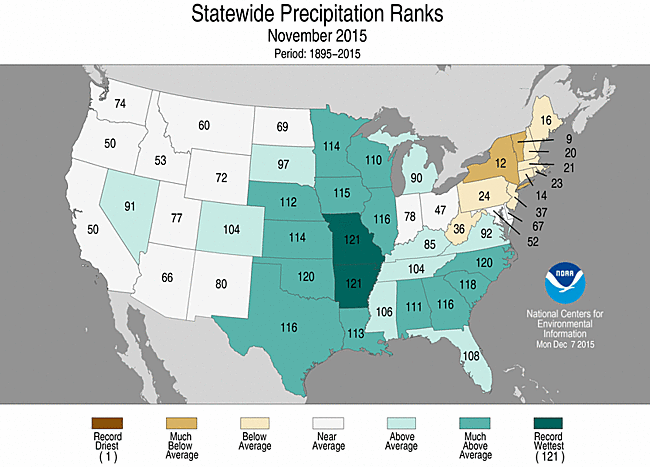 Statewide Precipitation Ranks
November 2015
Period: 1895–2015
74
60
69
16
114
9
50
110
20
53
97
12
21
72
90
23
115
24
14
112
91
116
78
47
37
77
104
36
92
67
50
114
121
85
52
104
120
66
80
120
121
118
106
111
116
116
113
108
NOAA
National Centers for
Environmental
Information
Mon Dec 7 2015
Record
Driest
(1)
Much
Below
Average
Below
Average
Near
Average
Above
Average
Much
Above
Average
Record
Wettest
(121)